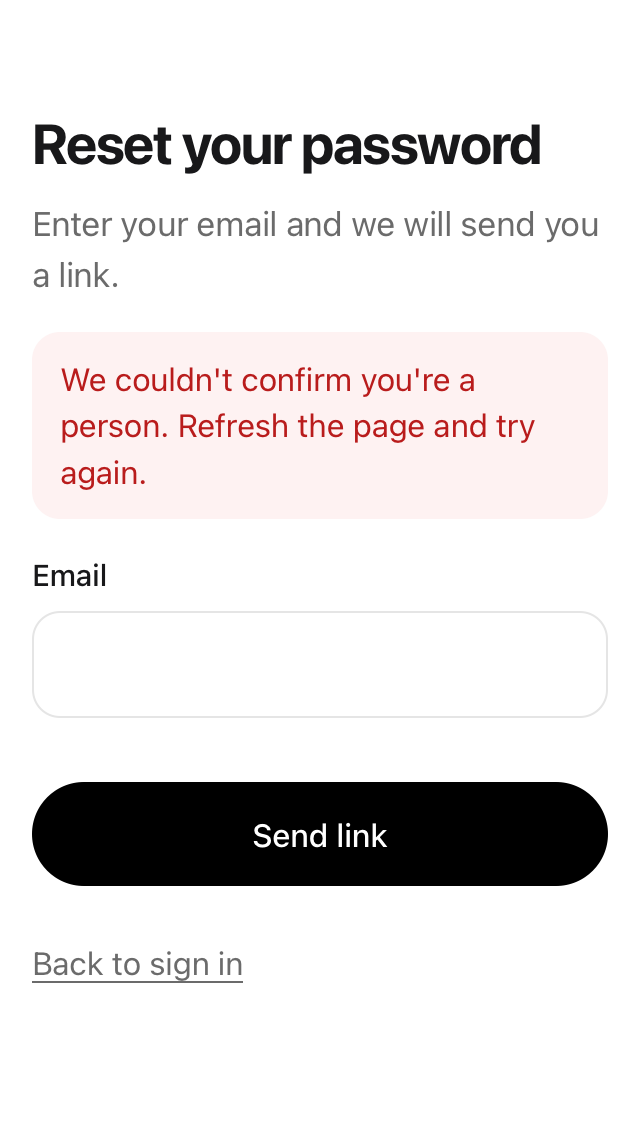 Reset your password
Enter your email and we will send you
a link.
We couldn't confirm you're a
person. Refresh the page and try
again.
Email
Send link
Back to sign in